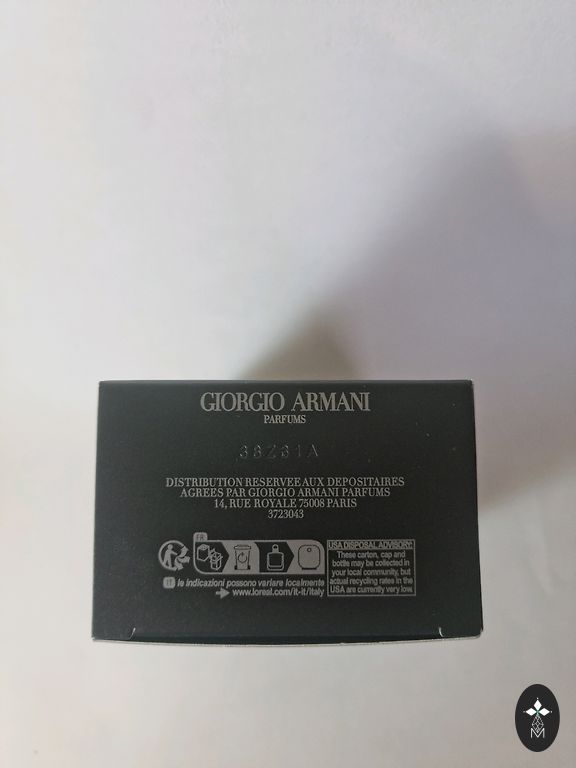 GIORGIO ARMANI
PARFUMS
38Z81A
DISTRIBUTION RESERVEE AUX DEPOSITAIRES
AGREES PAR GIORGIO ARMANI PARFUMS
14, RUE ROYALE 75008 PARIS
3723043
FR
IT le indicazioni possono variare localmente
www.loreal.com/it-it/italy
USA DISPOSAL ADVISORY:
These carton, cap and
bottle may be collected in
your local community, but
actual recycling rates in the
USA are currently very low.
M